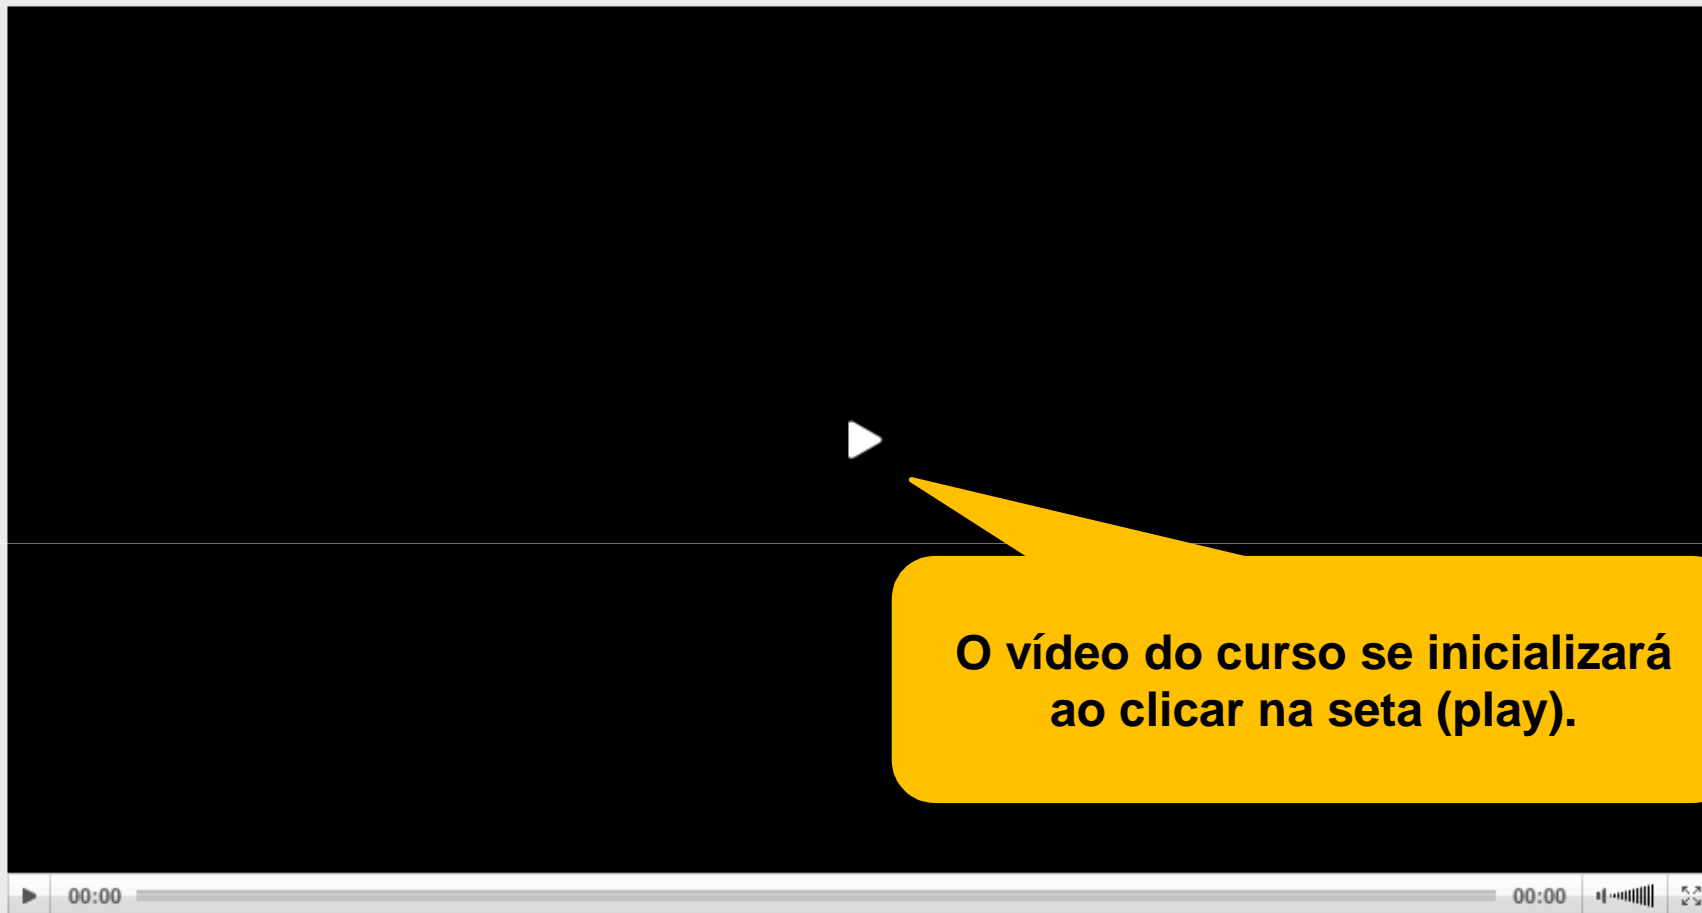 O vídeo do curso se inicializará
ao clicar na seta (play).
00:00
00:00